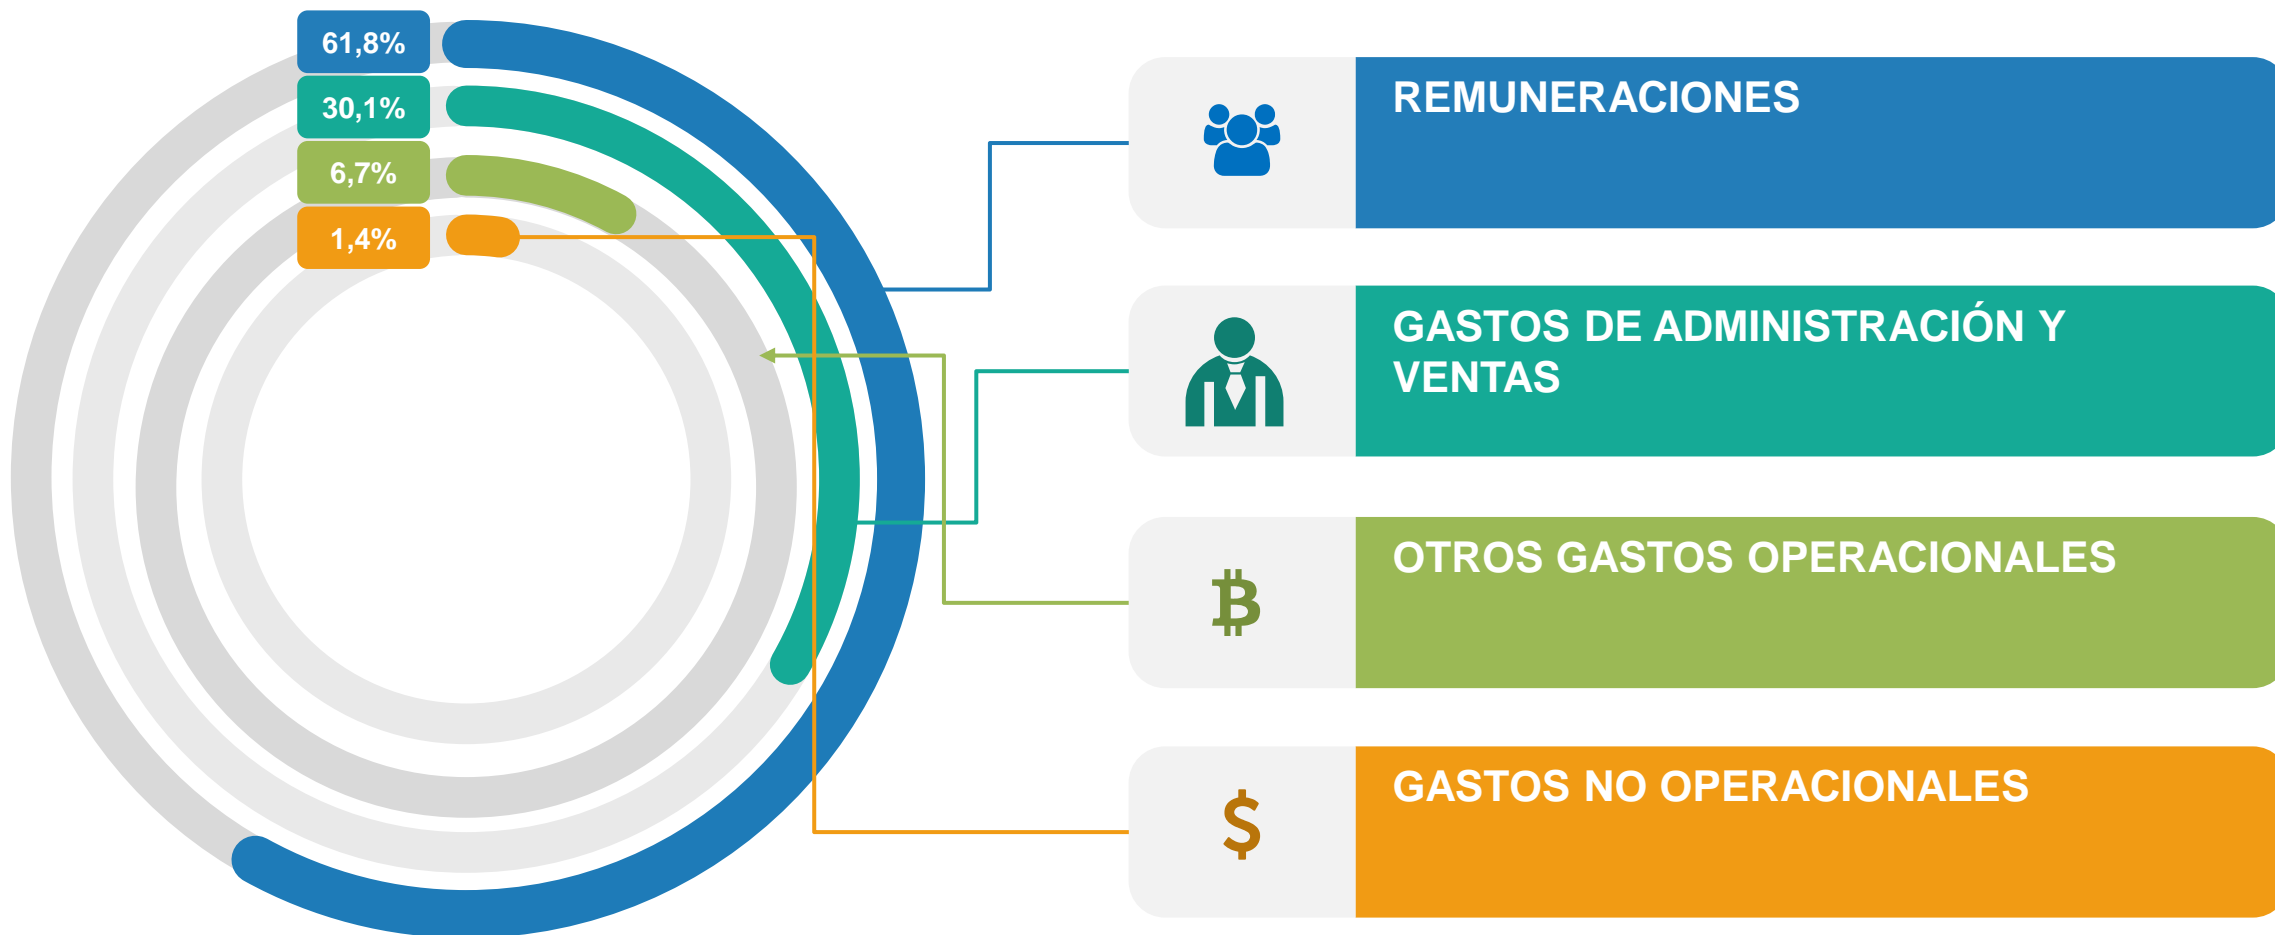 61,8%
30,1%
6,7%
1,4%
REMUNERACIONES
GASTOS DE ADMINISTRACIÓN Y
VENTAS
OTROS GASTOS OPERACIONALES
GASTOS NO OPERACIONALES